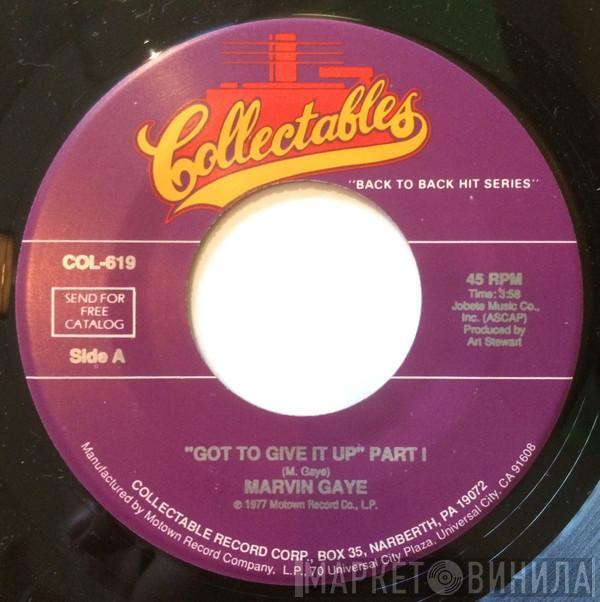 Collectables
"BACK TO BACK HIT SERIES"
COL-619
SEND FOR
FREE
CATALOG
Side A
45 RPM
Time: 3:58
Jobete Music Co.,
Inc. (ASCAP)
Produced by
Art Stewart
"GOT TO GIVE IT UP" PART I
(M. Gaye)
MARVIN GAYE
℗ 1977 Motown Record Co., L.P.
COLLECTABLE RECORD CORP., BOX 35, NARBERTH, PA 19072
Manufactured by Motown Record Company, L.P., 70 Universal City Plaza, Universal City, CA 91608
МАРКЕТ ВИНИЛА